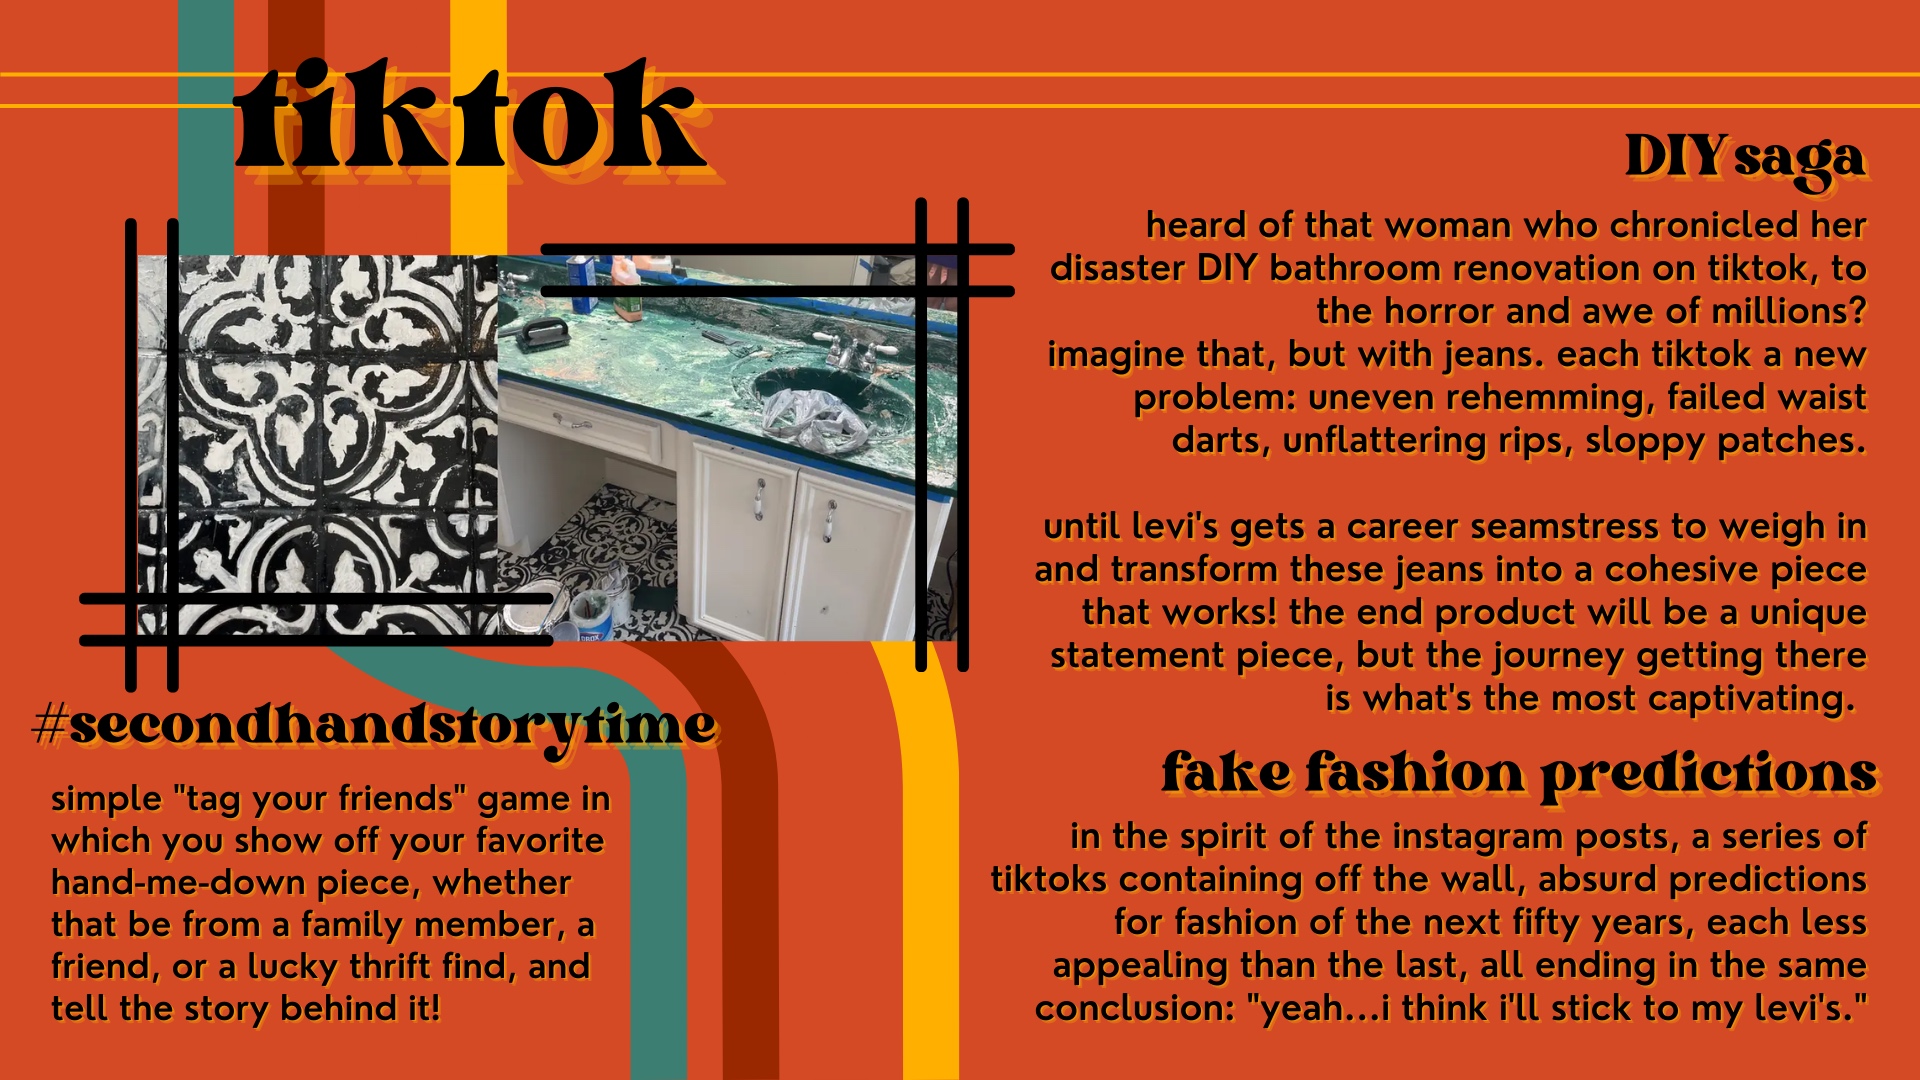 tiktok
#secondhandstorytime
simple "tag your friends" game in
which you show off your favorite
hand-me-down piece, whether
that be from a family member, a
friend, or a lucky thrift find, and
tell the story behind it!
DIY saga
heard of that woman who chronicled her
disaster DIY bathroom renovation on tiktok, to
the horror and awe of millions?
imagine that, but with jeans. each tiktok a new
problem: uneven rehemming, failed waist
darts, unflattering rips, sloppy patches.
until levi's gets a career seamstress to weigh in
and transform these jeans into a cohesive piece
that works! the end product will be a unique
statement piece, but the journey getting there
is what's the most captivating.
fake fashion predictions
in the spirit of the instagram posts, a series of
tiktoks containing off the wall, absurd predictions
for fashion of the next fifty years, each less
appealing than the last, all ending in the same
conclusion: "yeah...i think i'll stick to my levi's."